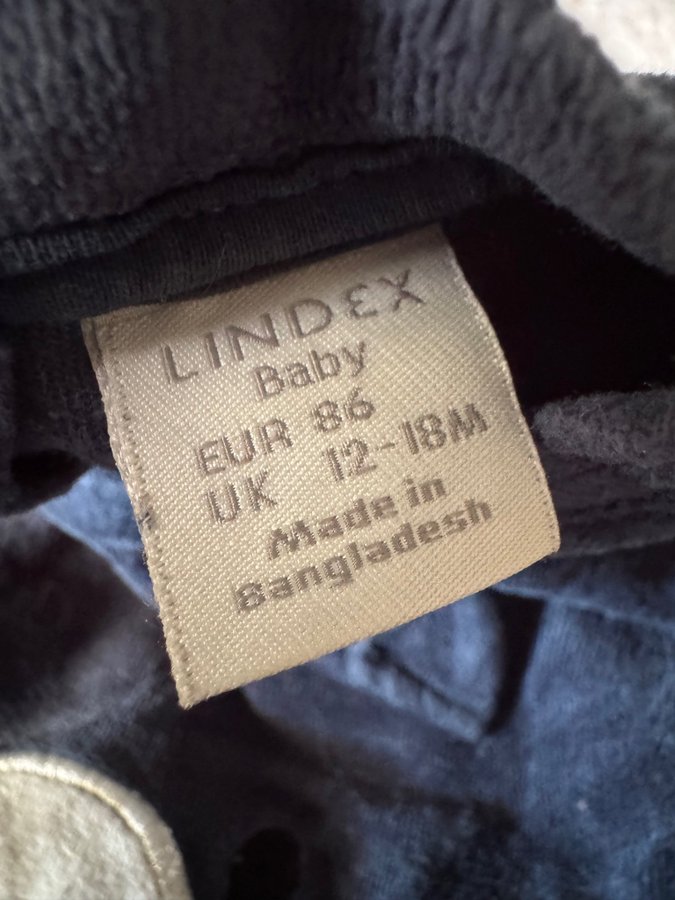 LINDEX
Baby
EUR 86
UK 12-18M
Made in
Bangladesh